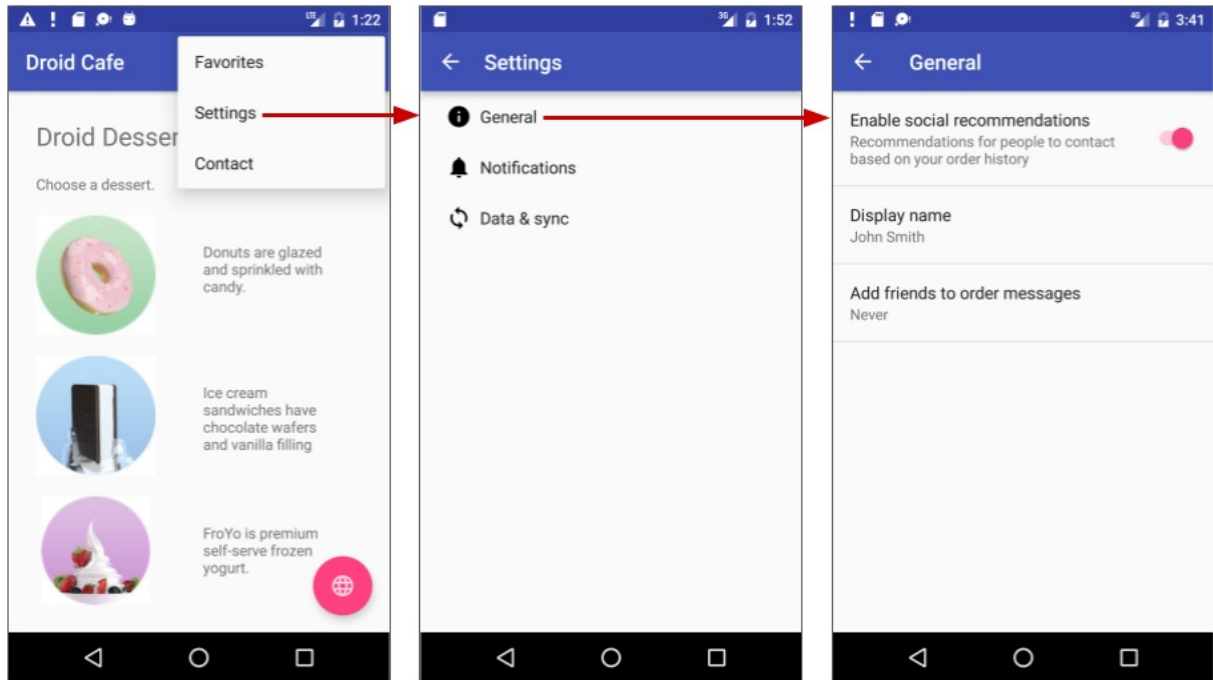 LTE 1:22
Droid Cafe
Favorites
Settings
Contact
Droid Desser
Choose a dessert.
Donuts are glazed
and sprinkled with
candy.
Ice cream
sandwiches have
chocolate wafers
and vanilla filling
FroYo is premium
self-serve frozen
yogurt.
3G 1:52
Settings
General
Notifications
Data & sync
4G 3:41
General
Enable social recommendations
Recommendations for people to contact
based on your order history
Display name
John Smith
Add friends to order messages
Never